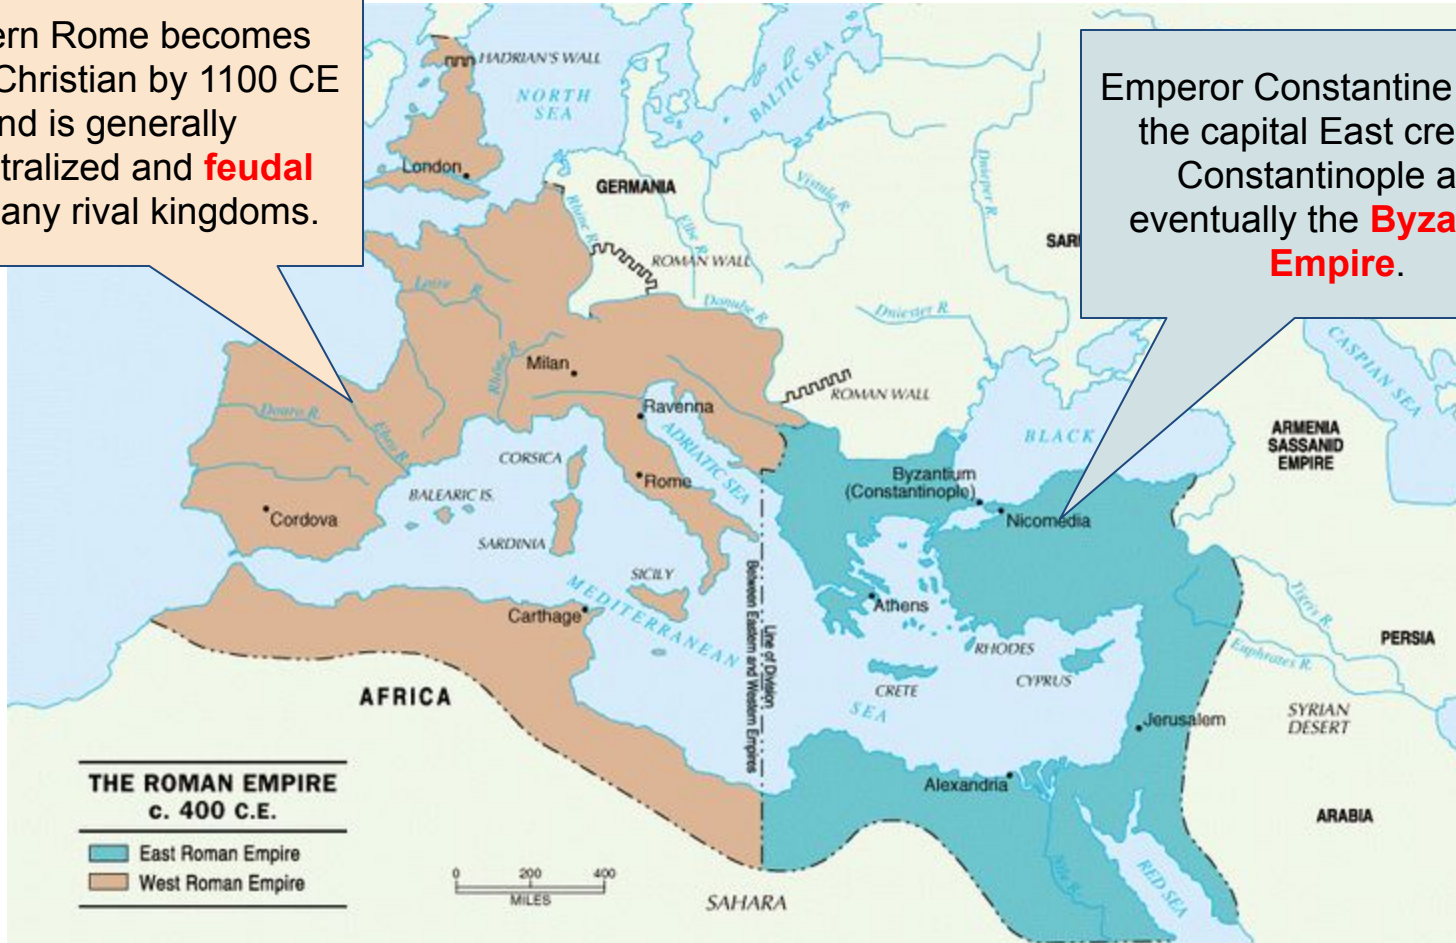 ern Rome becomes
Christian by 1100 CE
nd is generally
tralized and feudal
any rival kingdoms.
Emperor Constantine
the capital East cre
Constantinople a
eventually the Byza
Empire.
HADRIAN'S WALL
NORTH
SEA
BALTIC SEA
London
GERMANIA
Rhine R.
Elbe R.
Vistula R.
Dnieper R.
SAR
ROMAN WALL
Loire R.
Danube R.
Dniester R.
CASPIAN SEA
Milan
Rhône R.
ROMAN WALL
Ravenna
Douro R.
Ebro R.
ADRIATIC SEA
BLACK
ARMENIA
SASSANID
EMPIRE
CORSICA
Rome
Byzantium
(Constantinople)
BALEARIC IS.
Nicomedia
Cordova
SARDINIA
SICILY
MEDITERRANEAN
Line of Division
Between Eastern and Western Empires
Carthage
Athens
Tigris R.
RHODES
PERSIA
Euphrates R.
CRETE
CYPRUS
AFRICA
SEA
Jerusalem
SYRIAN
DESERT
THE ROMAN EMPIRE
c. 400 C.E.
Alexandria
ARABIA
East Roman Empire
West Roman Empire
0 200 400
MILES
SAHARA
Nile R.
RED SEA